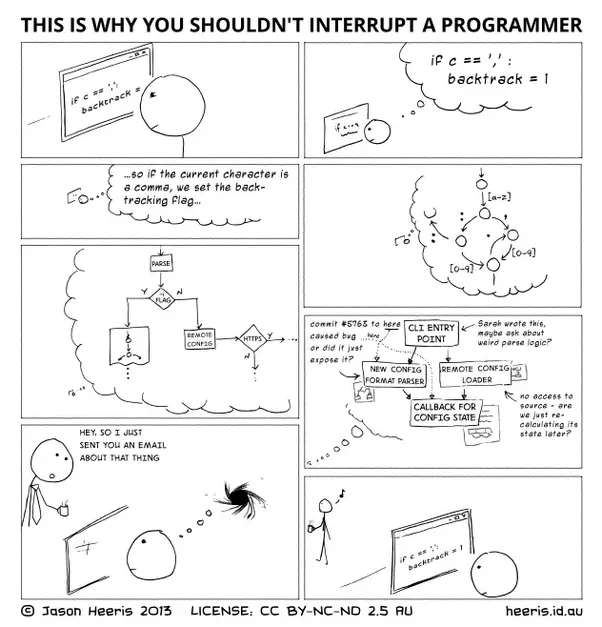 THIS IS WHY YOU SHOULDN'T INTERRUPT A PROGRAMMER
if c == ',':
backtrack =
if c == ',' :
backtrack = 1
...so if the current character is
a comma, we set the back-
tracking flag...
[a-z]
,
[0-9]
[0-9]
PARSE
FLAG
Y
N
REMOTE
CONFIG
HTTPS
Y
N
commit #5768 to here
caused bug
or did it just
expose it?
here
CLI ENTRY
POINT
Sarah wrote this,
maybe ask about
weird parse logic?
NEW CONFIG
FORMAT PARSER
REMOTE CONFIG
LOADER
CALLBACK FOR
CONFIG STATE
no access to
source - are
we just re-
calculating its
state later?
HEY, SO I JUST
SENT YOU AN EMAIL
ABOUT THAT THING
if c == ',':
backtrack = 1
© Jason Heeris 2013 LICENSE: CC BY-NC-ND 2.5 AU heeris.id.au